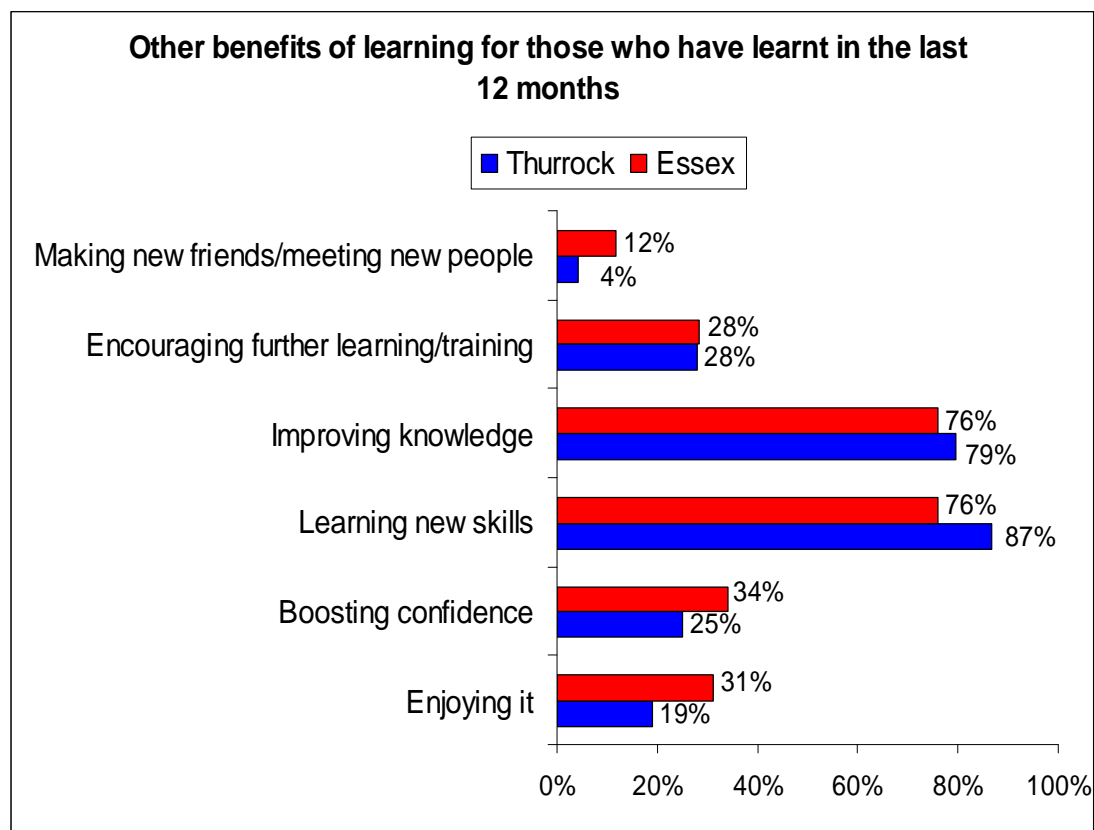 Other benefits of learning for those who have learnt in the last
12 months
Thurrock Essex
Making new friends/meeting new people
12%
4%
Encouraging further learning/training
28%
28%
Improving knowledge
76%
79%
Learning new skills
76%
87%
Boosting confidence
34%
25%
Enjoying it
31%
19%
0% 20% 40% 60% 80% 100%